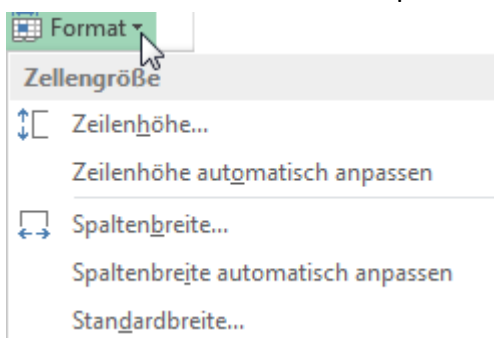 Format
Zellengröße
Zeilenhöhe...
Zeilenhöhe automatisch anpassen
Spaltenbreite...
Spaltenbreite automatisch anpassen
Standardbreite...